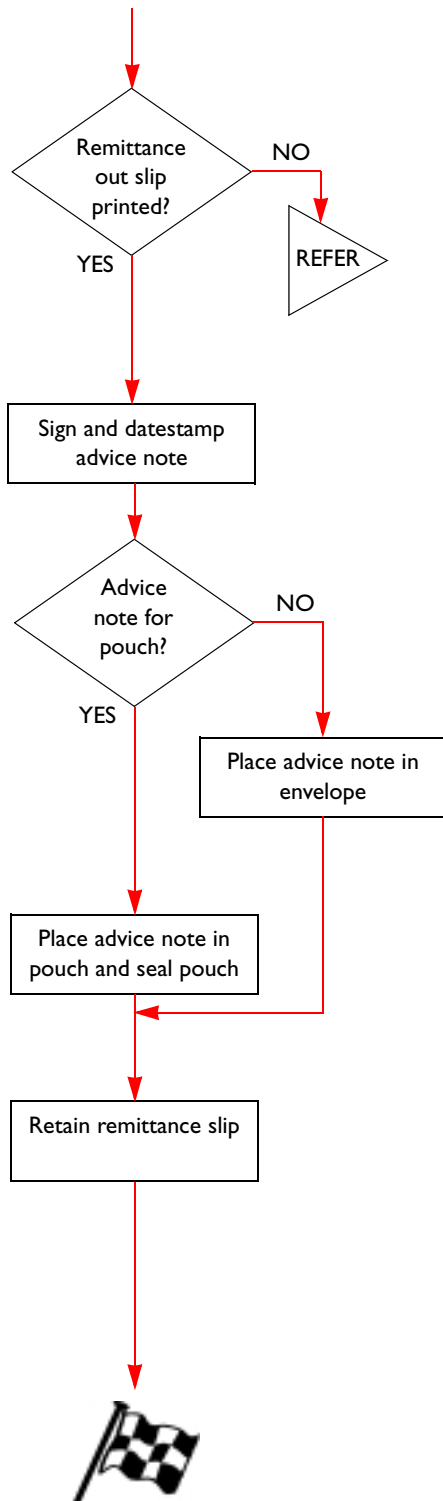 Remittance
out slip
printed?
NO
REFER
YES
Sign and datestamp
advice note
Advice
note for
pouch?
NO
YES
Place advice note in
envelope
Place advice note in
pouch and seal pouch
Retain remittance slip